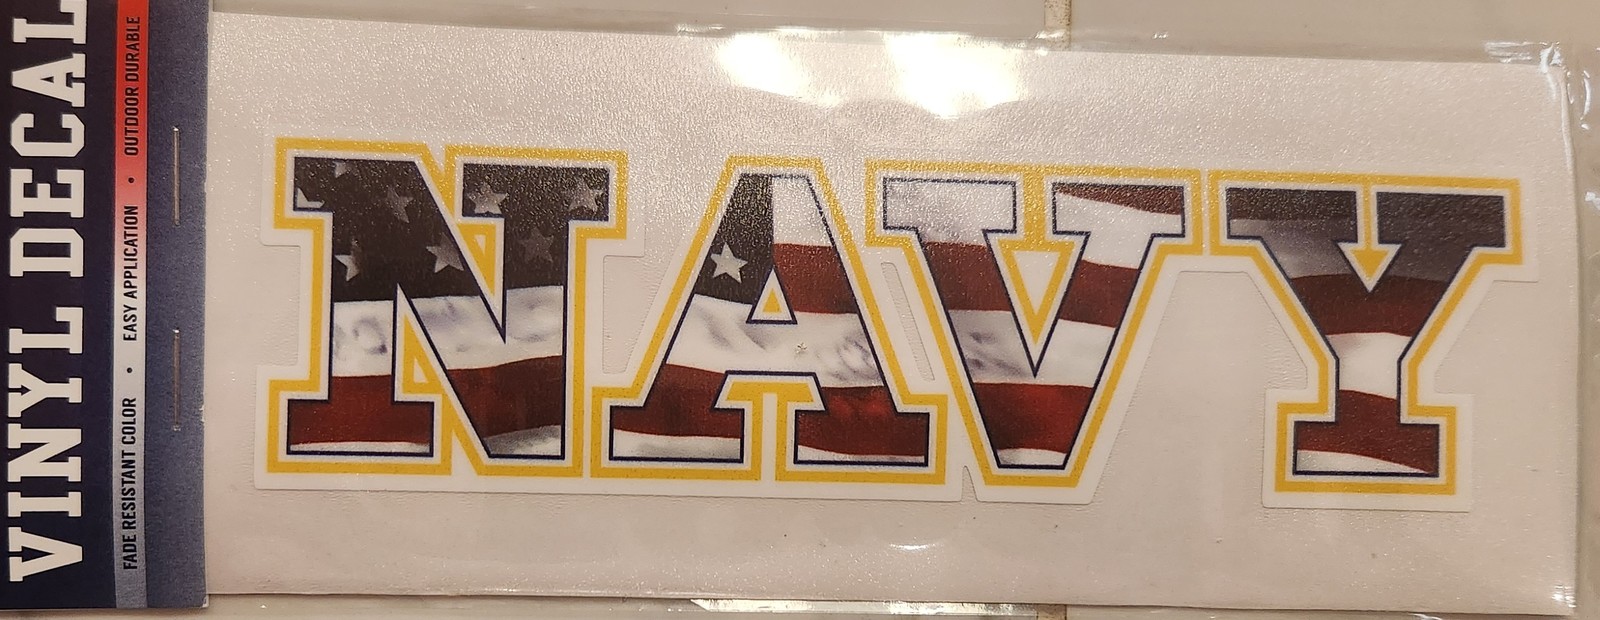 VINYL DECAL
FADE RESISTANT COLOR • EASY APPLICATION • OUTDOOR DURABLE
NAVY